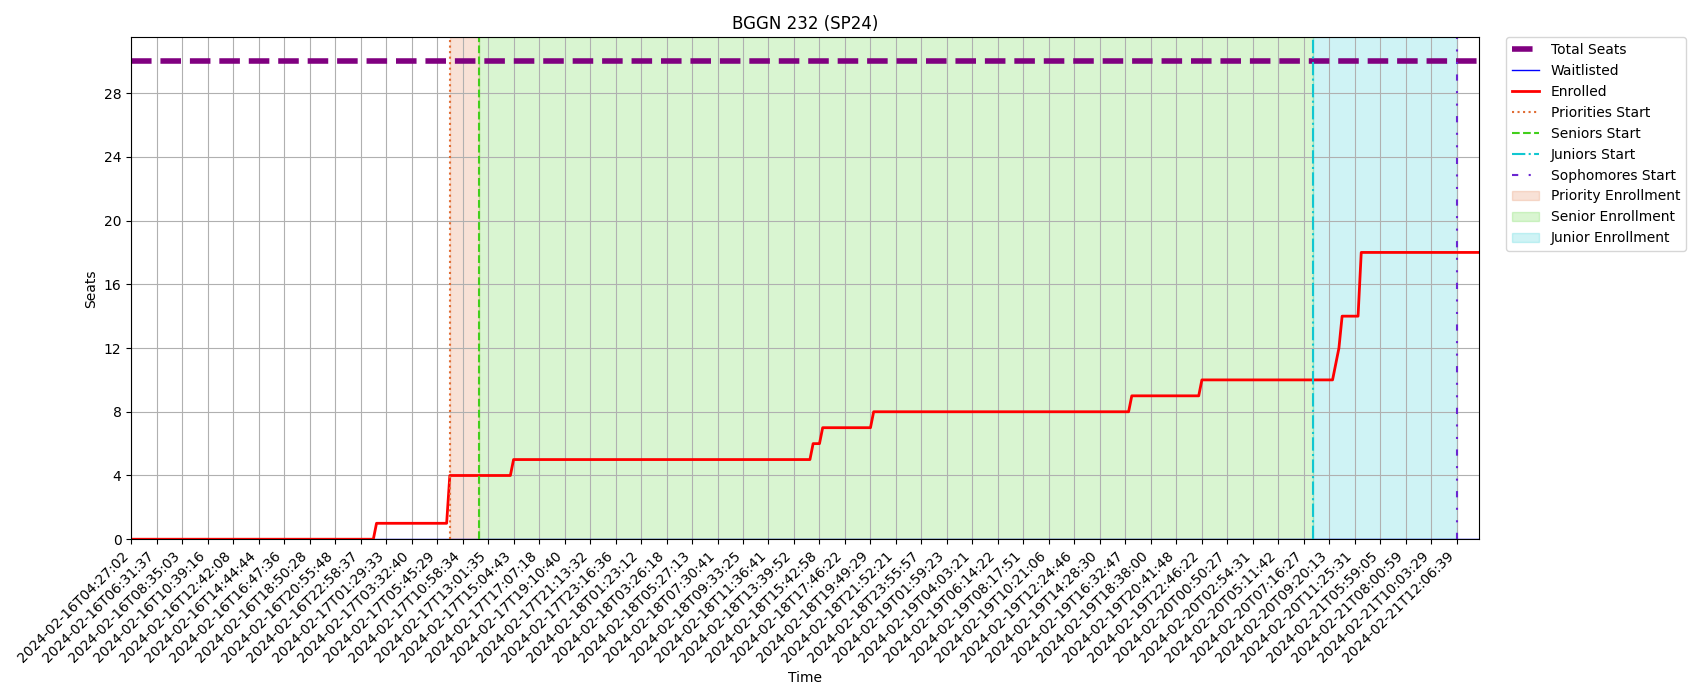 BGGN 232 (SP24)
Total Seats
Waitlisted
Enrolled
Priorities Start
Seniors Start
Juniors Start
Sophomores Start
Priority Enrollment
Senior Enrollment
Junior Enrollment
Seats
28
24
20
16
12
8
4
0
2024-02-16T04:27:02
2024-02-16T06:31:37
2024-02-16T08:35:03
2024-02-16T10:39:16
2024-02-16T12:42:08
2024-02-16T14:44:44
2024-02-16T16:47:36
2024-02-16T18:50:28
2024-02-16T20:55:48
2024-02-16T22:58:37
2024-02-17T01:29:33
2024-02-17T03:32:40
2024-02-17T05:45:29
2024-02-17T10:58:34
2024-02-17T13:01:35
2024-02-17T15:04:43
2024-02-17T17:07:18
2024-02-17T19:10:40
2024-02-17T21:13:32
2024-02-17T23:16:36
2024-02-18T01:23:12
2024-02-18T03:26:18
2024-02-18T05:27:13
2024-02-18T07:30:41
2024-02-18T09:33:25
2024-02-18T11:36:41
2024-02-18T13:39:52
2024-02-18T15:42:58
2024-02-18T17:46:22
2024-02-18T19:49:29
2024-02-18T21:52:21
2024-02-18T23:55:57
2024-02-19T01:59:23
2024-02-19T04:03:21
2024-02-19T06:14:22
2024-02-19T08:17:51
2024-02-19T10:21:06
2024-02-19T12:24:46
2024-02-19T14:28:30
2024-02-19T16:32:47
2024-02-19T18:38:00
2024-02-19T20:41:48
2024-02-19T22:46:22
2024-02-20T00:50:27
2024-02-20T02:54:31
2024-02-20T05:11:42
2024-02-20T07:16:27
2024-02-20T09:20:13
2024-02-20T11:25:31
2024-02-21T05:59:05
2024-02-21T08:00:59
2024-02-21T10:03:29
2024-02-21T12:06:39
Time